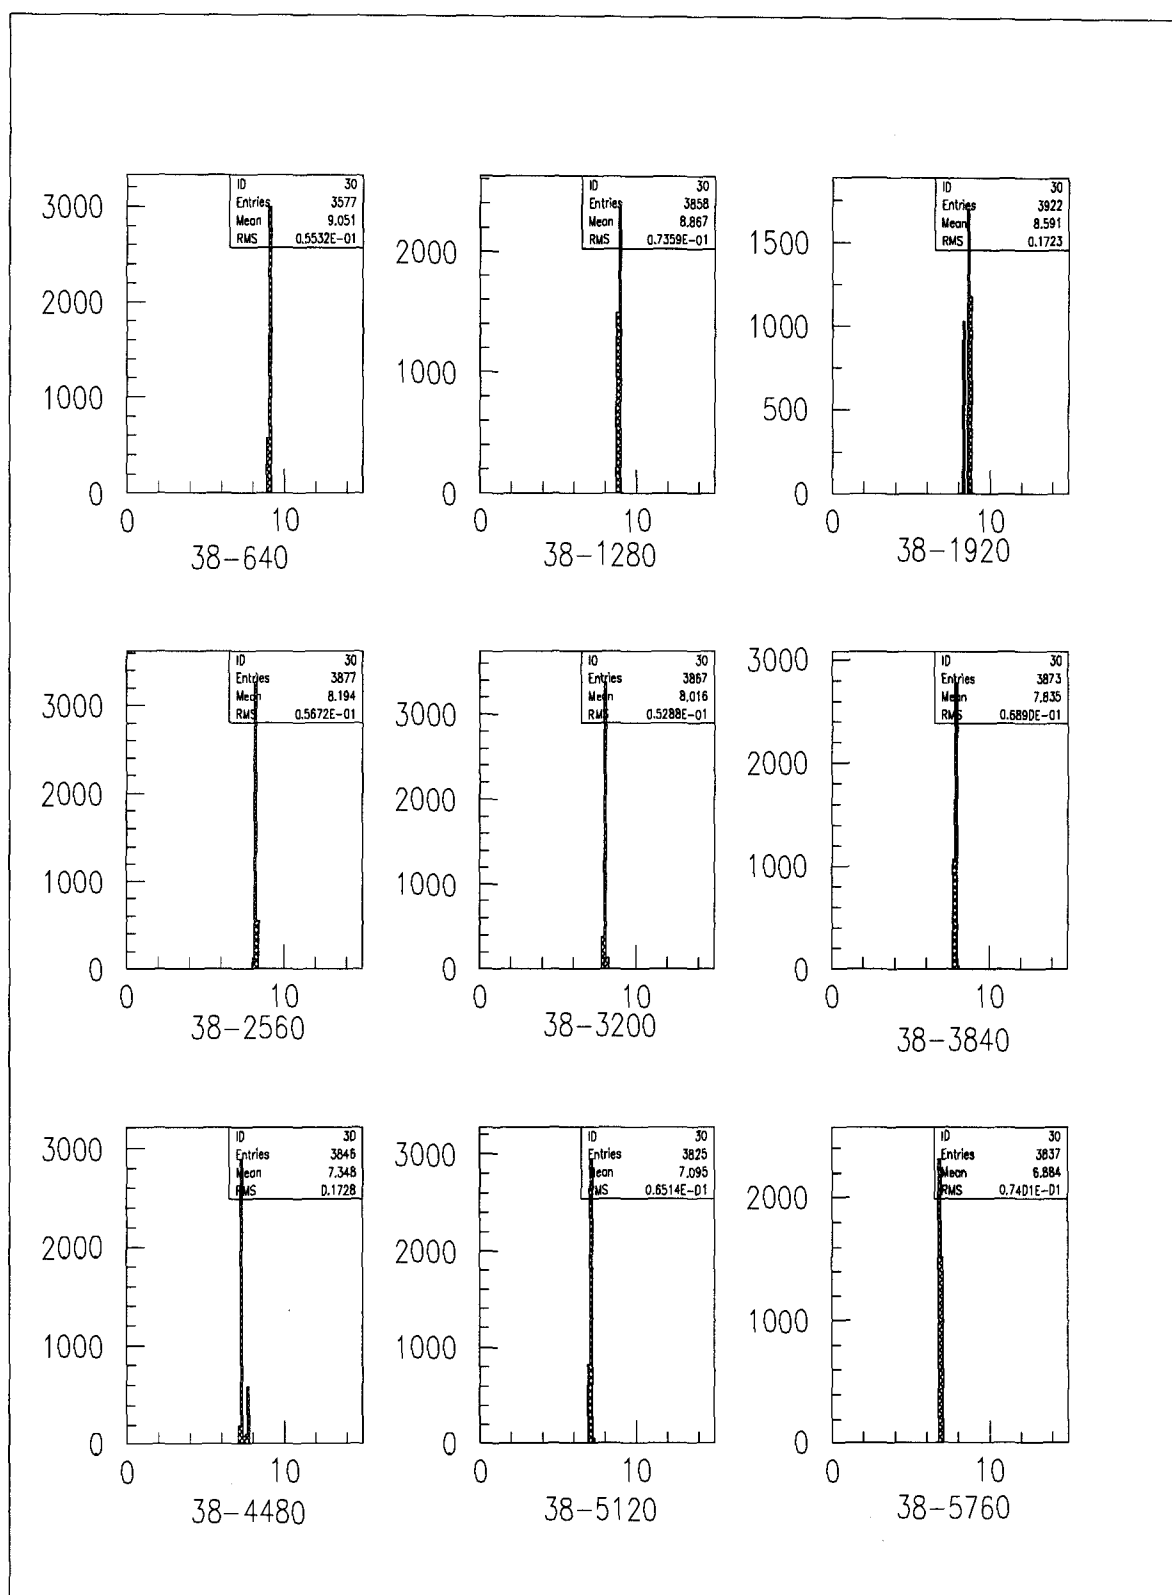 3000
2000
1000
0
ID 30
Entries 3577
Mean 9.051
RMS 0.5532E-01
0 10
38-640
2000
1000
0
ID 30
Entries 3858
Mean 8.867
RMS 0.7359E-01
0 10
38-1280
1500
1000
500
0
ID 30
Entries 3922
Mean 8.591
RMS 0.1723
0 10
38-1920
3000
2000
1000
0
ID 30
Entries 3877
Mean 8.194
RMS 0.5672E-01
0 10
38-2560
3000
2000
1000
0
ID 30
Entries 3867
Mean 8.016
RMS 0.5288E-01
0 10
38-3200
3000
2000
1000
0
ID 30
Entries 3873
Mean 7.835
RMS 0.6890E-01
0 10
38-3840
3000
2000
1000
0
ID 30
Entries 3846
Mean 7.348
RMS 0.1728
0 10
38-4480
3000
2000
1000
0
ID 30
Entries 3825
Mean 7.095
RMS 0.6514E-01
0 10
38-5120
2000
1000
0
ID 30
Entries 3837
Mean 6.884
RMS 0.7401E-01
0 10
38-5760